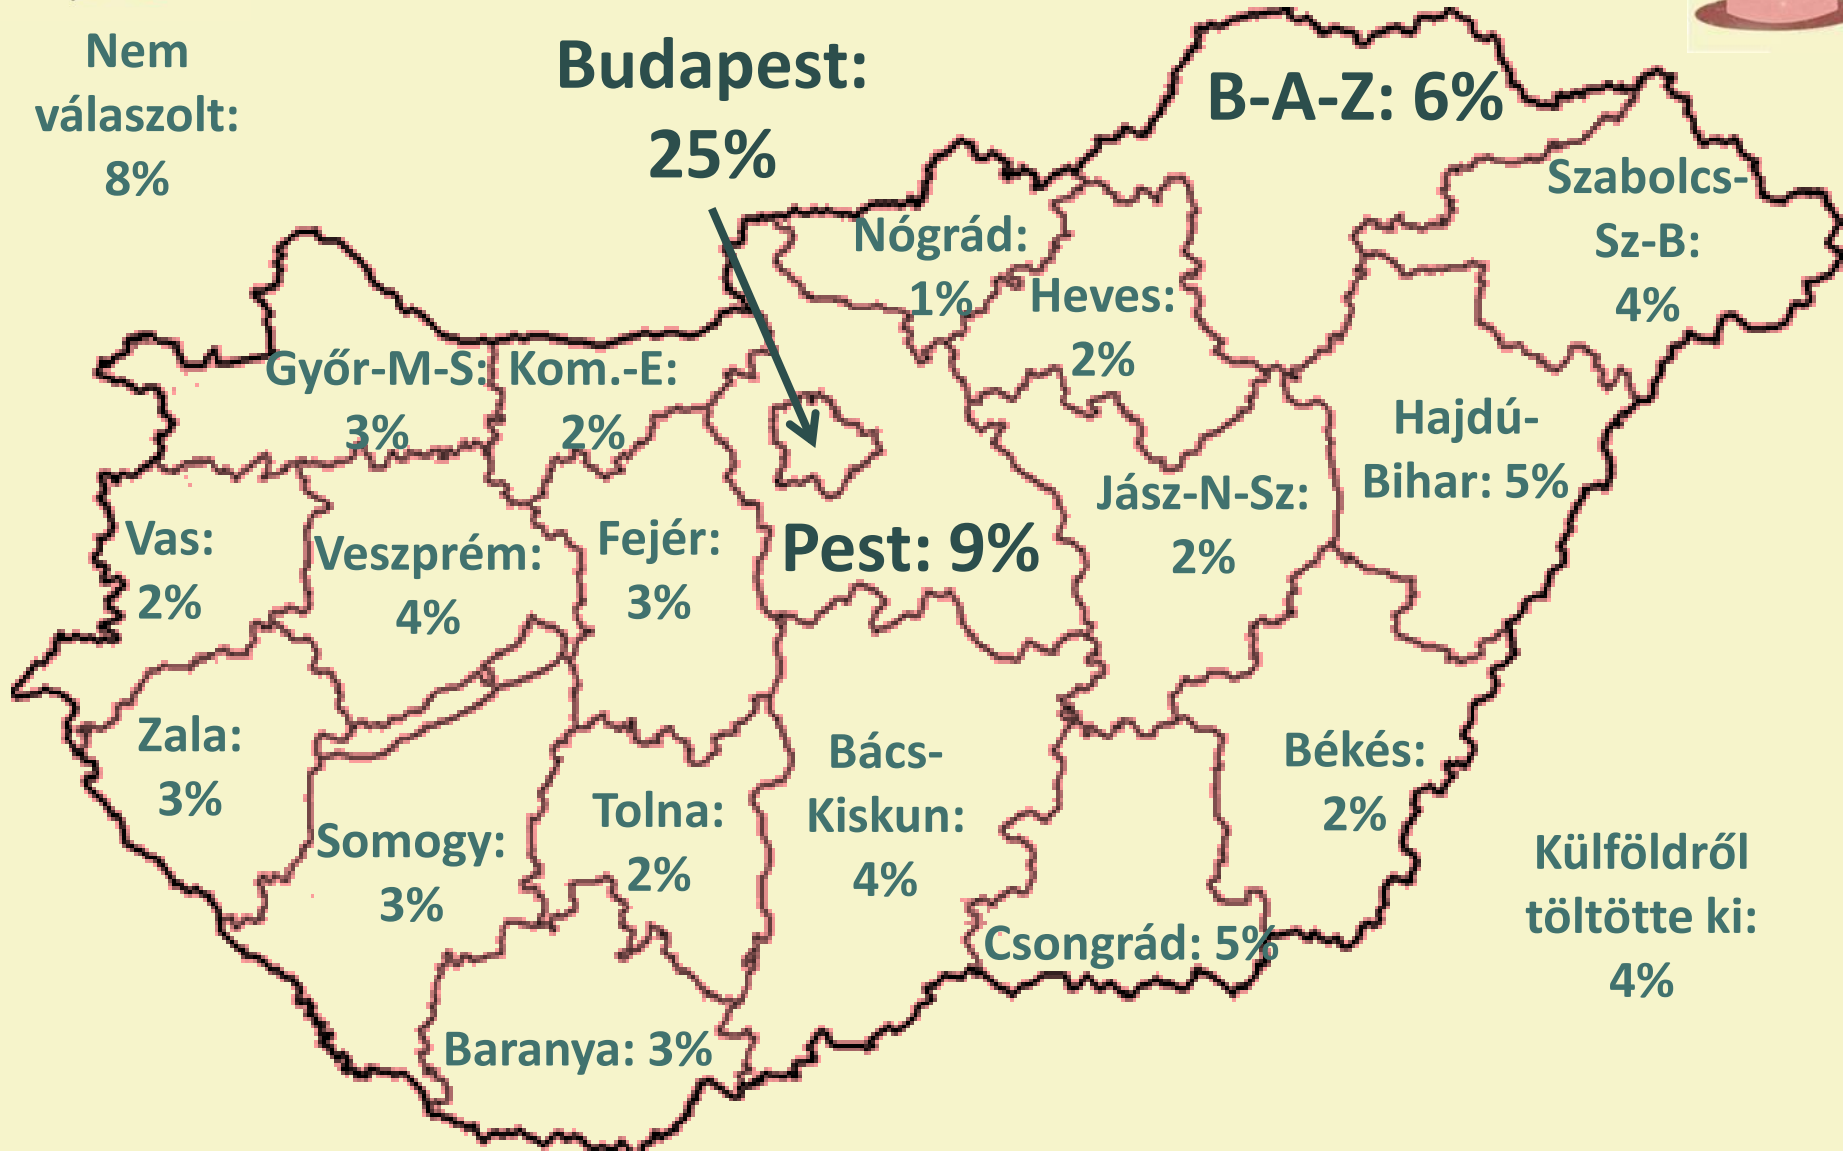 Nem
válaszolt:
8%
Budapest:
25%
B-A-Z: 6%
Szabolcs-
Sz-B:
4%
Nógrád:
1%
Heves:
2%
Győr-M-S:
3%
Kom.-E:
2%
Hajdú-
Bihar: 5%
Jász-N-Sz:
2%
Vas:
2%
Veszprém:
4%
Fejér:
3%
Pest: 9%
Zala:
3%
Somogy:
3%
Tolna:
2%
Bács-
Kiskun:
4%
Békés:
2%
Csongrád: 5%
Baranya: 3%
Külföldről
töltötte ki:
4%